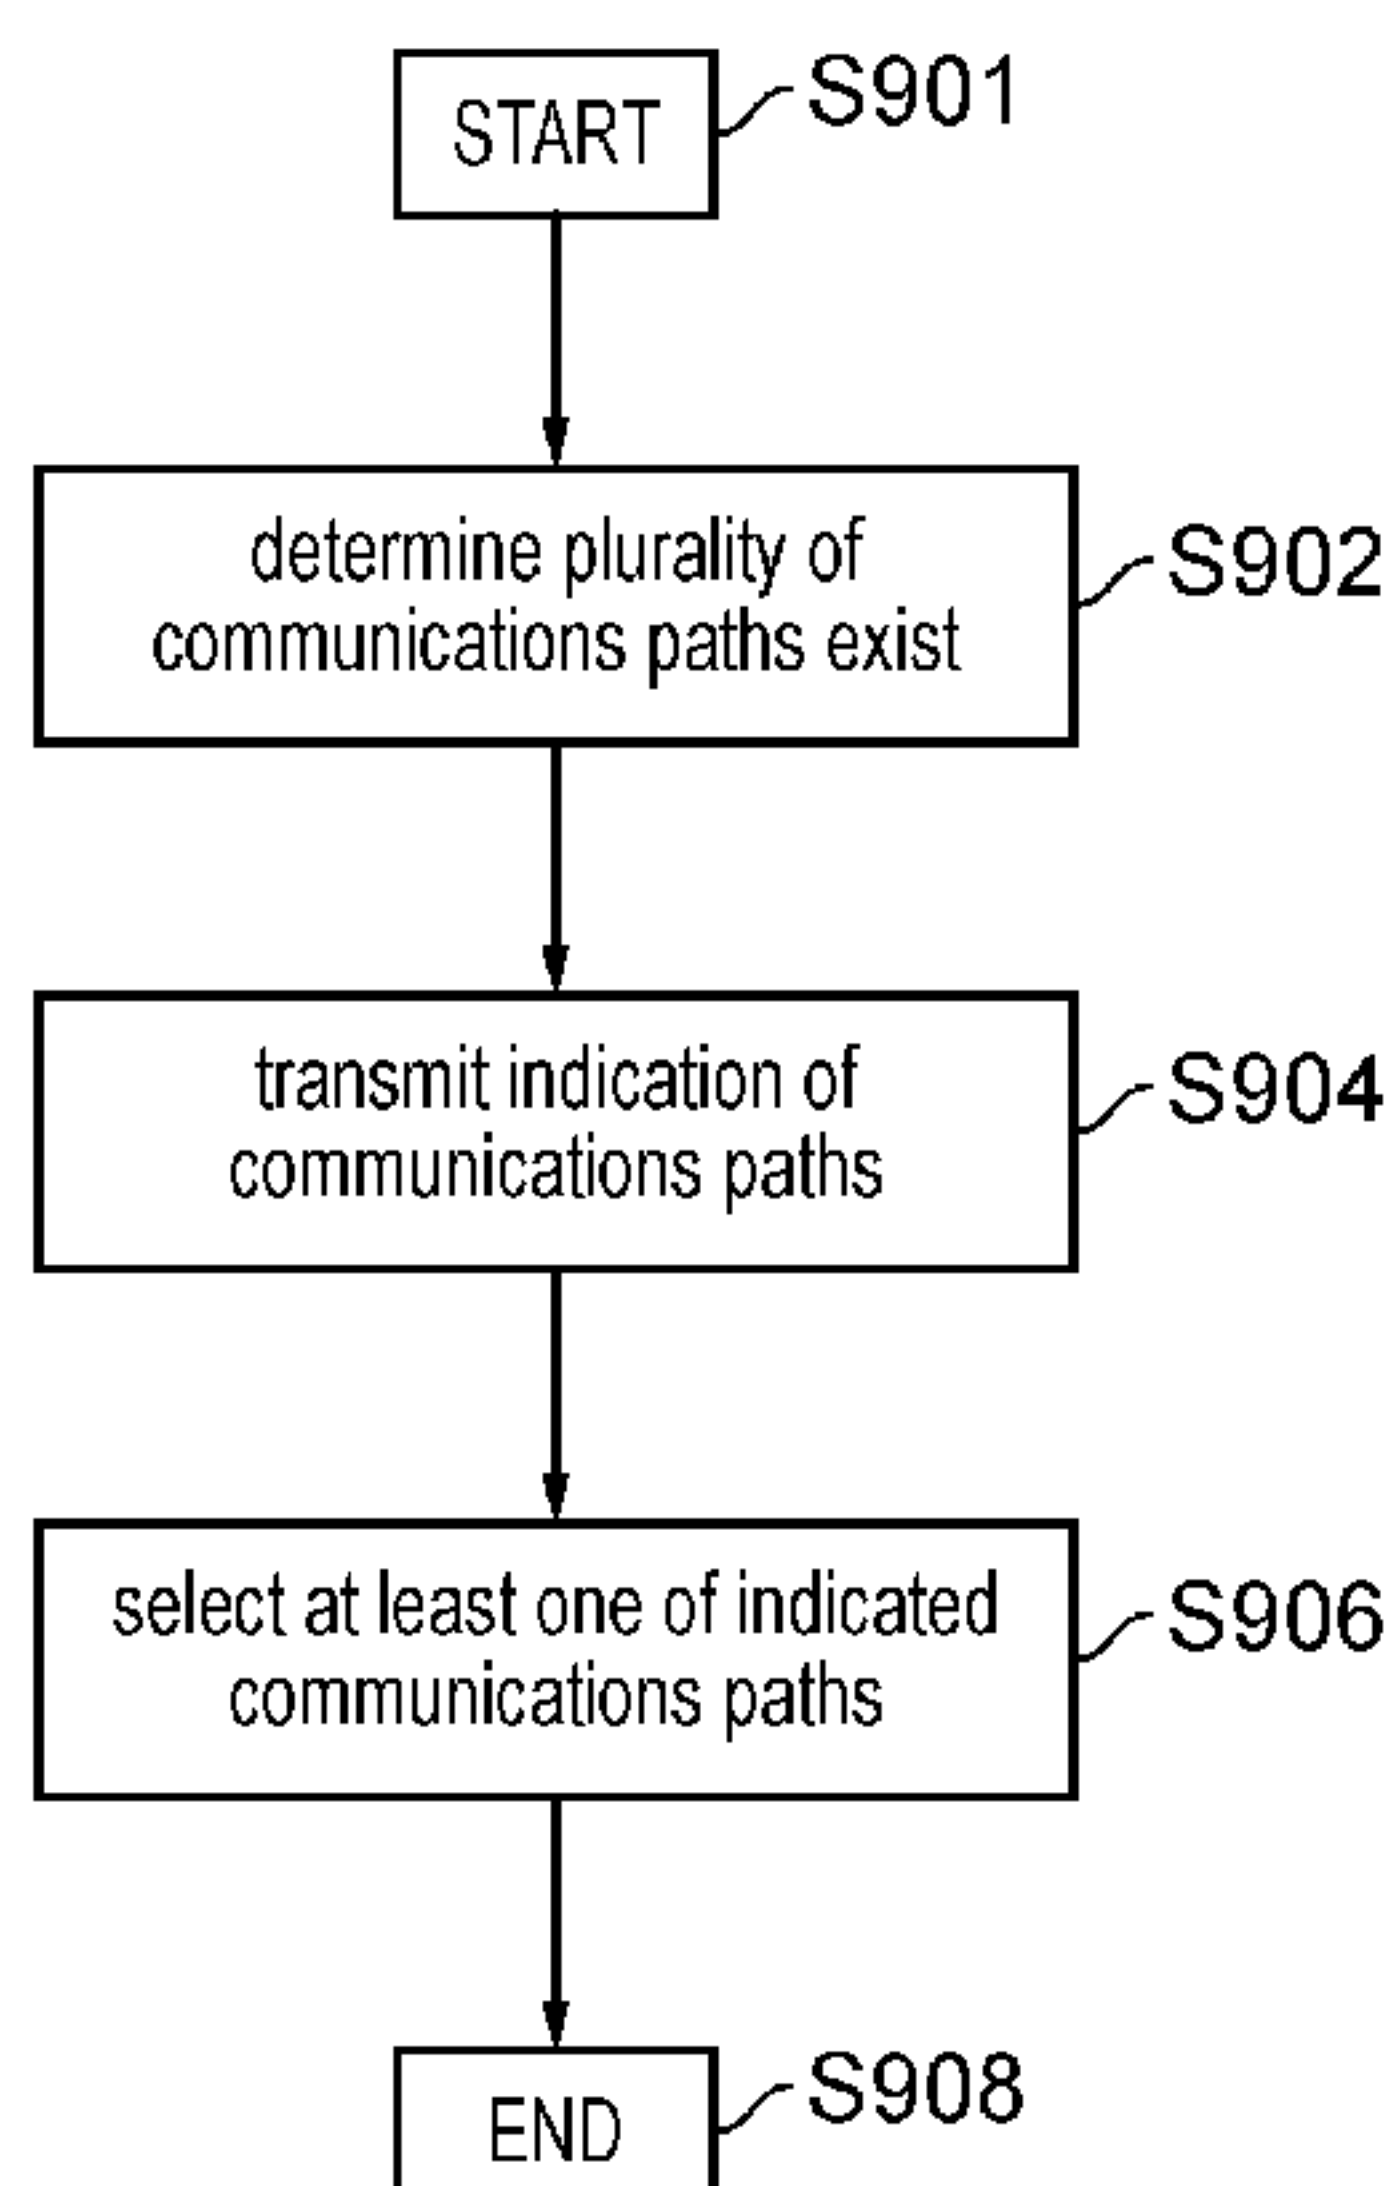 START
S901
determine plurality of
communications paths exist
S902
transmit indication of
communications paths
S904
select at least one of indicated
communications paths
S906
END
S908